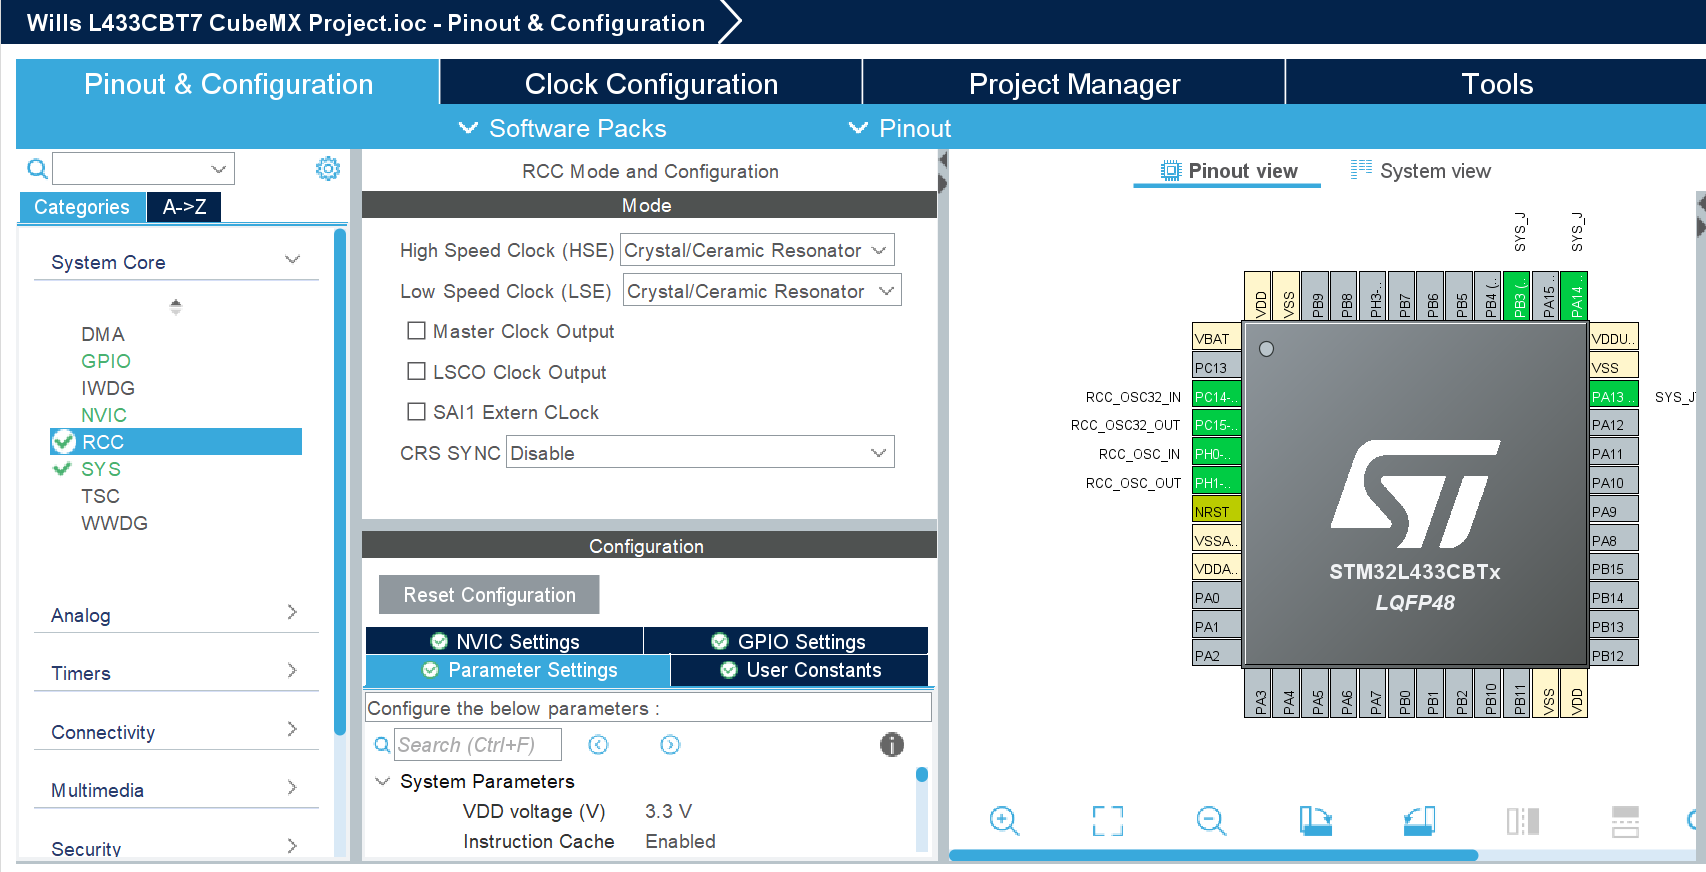 Wills L433CBT7 CubeMX Project.ioc - Pinout & Configuration
Pinout & Configuration
Clock Configuration
Project Manager
Tools
Software Packs
Pinout
Categories
A->Z
System Core
DMA
GPIO
IWDG
NVIC
RCC
SYS
TSC
WWDG
Analog
Timers
Connectivity
Multimedia
Security
RCC Mode and Configuration
Mode
High Speed Clock (HSE) Crystal/Ceramic Resonator
Low Speed Clock (LSE) Crystal/Ceramic Resonator
Master Clock Output
LSCO Clock Output
SAI1 Extern CLock
CRS SYNC Disable
Configuration
Reset Configuration
NVIC Settings
GPIO Settings
Parameter Settings
User Constants
Configure the below parameters :
Search (Ctrl+F)
System Parameters
VDD voltage (V) 3.3 V
Instruction Cache Enabled
Pinout view
System view
SYS_J
SYS_J
VDD
VSS
PB9
PB8
PH3-..
PB7
PB6
PB5
PB4 (..
PB3 (..
PA15..
PA14..
VBAT
PC13
RCC_OSC32_IN PC14-..
RCC_OSC32_OUT PC15-..
RCC_OSC_IN PH0-..
RCC_OSC_OUT PH1-..
NRST
VSSA..
VDDA..
PA0
PA1
PA2
ST
STM32L433CBTx
LQFP48
VDDU..
VSS
PA13 .. SYS_JT
PA12
PA11
PA10
PA9
PA8
PB15
PB14
PB13
PB12
PA3
PA4
PA5
PA6
PA7
PB0
PB1
PB2
PB10
PB11
VSS
VDD